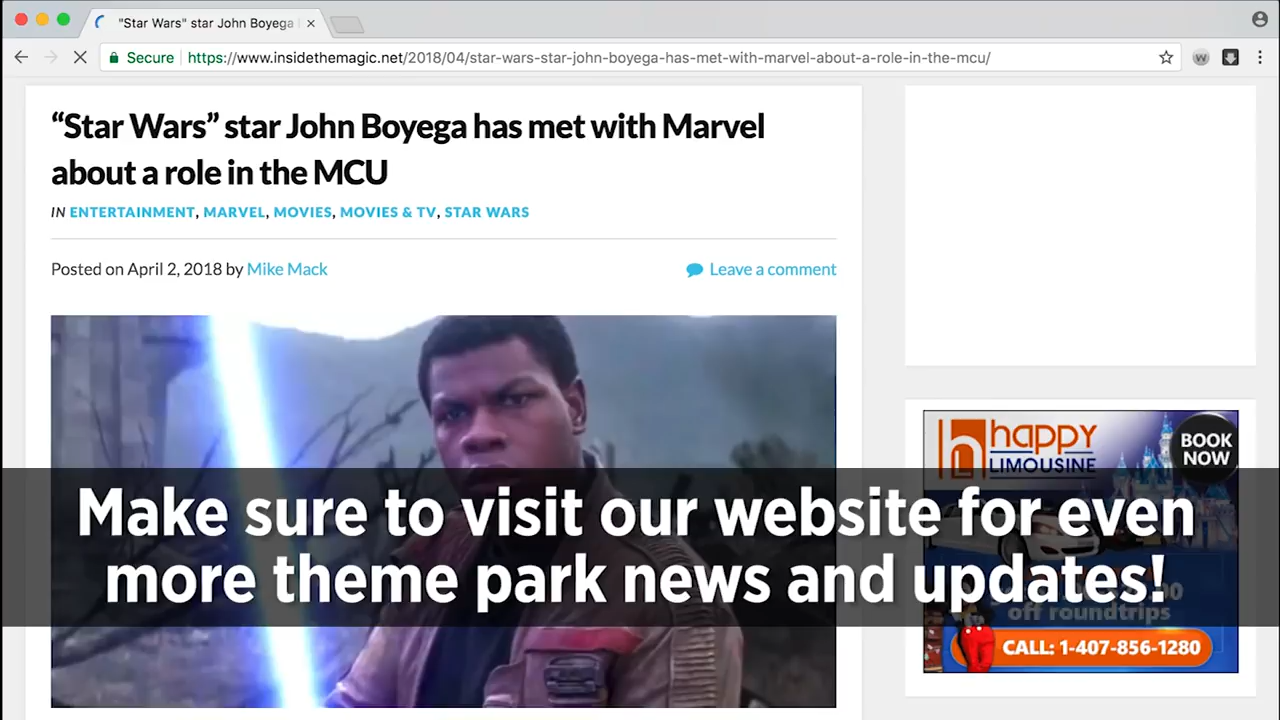 "Star Wars" star John Boyega
Secure https://www.insidethemagic.net/2018/04/star-wars-star-john-boyega-has-met-with-marvel-about-a-role-in-the-mcu/
“Star Wars” star John Boyega has met with Marvel
about a role in the MCU
IN ENTERTAINMENT, MARVEL, MOVIES, MOVIES & TV, STAR WARS
Posted on April 2, 2018 by Mike Mack
Leave a comment
happy
LIMOUSINE
BOOK
NOW
Make sure to visit our website for even
more theme park news and updates!
off roundtrips
CALL: 1-407-856-1280